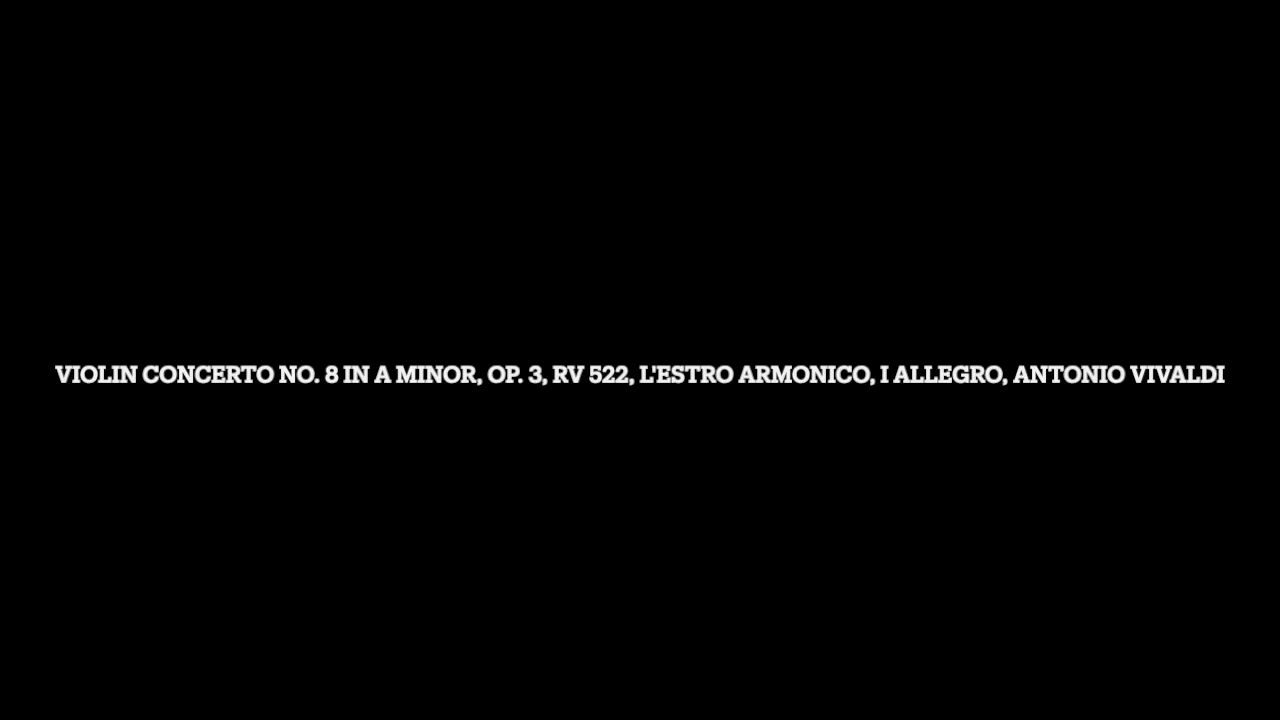 VIOLIN CONCERTO NO. 8 IN A MINOR, OP. 3, RV 522, L'ESTRO ARMONICO, I ALLEGRO, ANTONIO VIVALDI